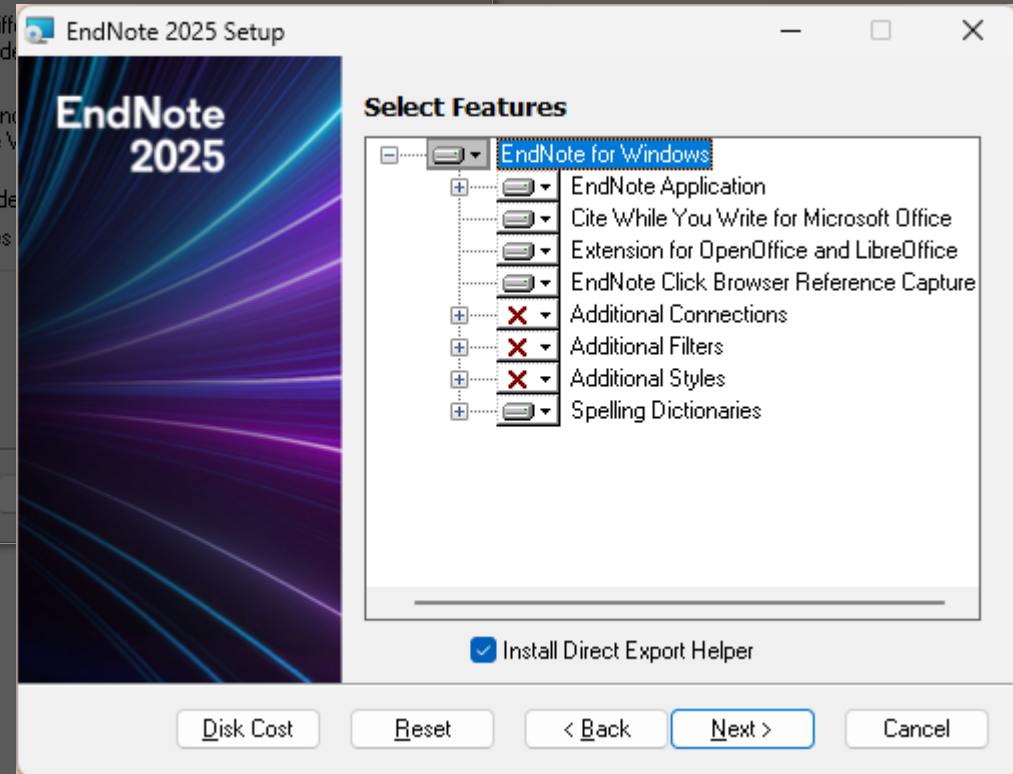 EndNote 2025 Setup
EndNote
2025
Select Features
EndNote for Windows
EndNote Application
Cite While You Write for Microsoft Office
Extension for OpenOffice and LibreOffice
EndNote Click Browser Reference Capture
Additional Connections
Additional Filters
Additional Styles
Spelling Dictionaries
Install Direct Export Helper
Disk Cost
Reset
< Back
Next >
Cancel